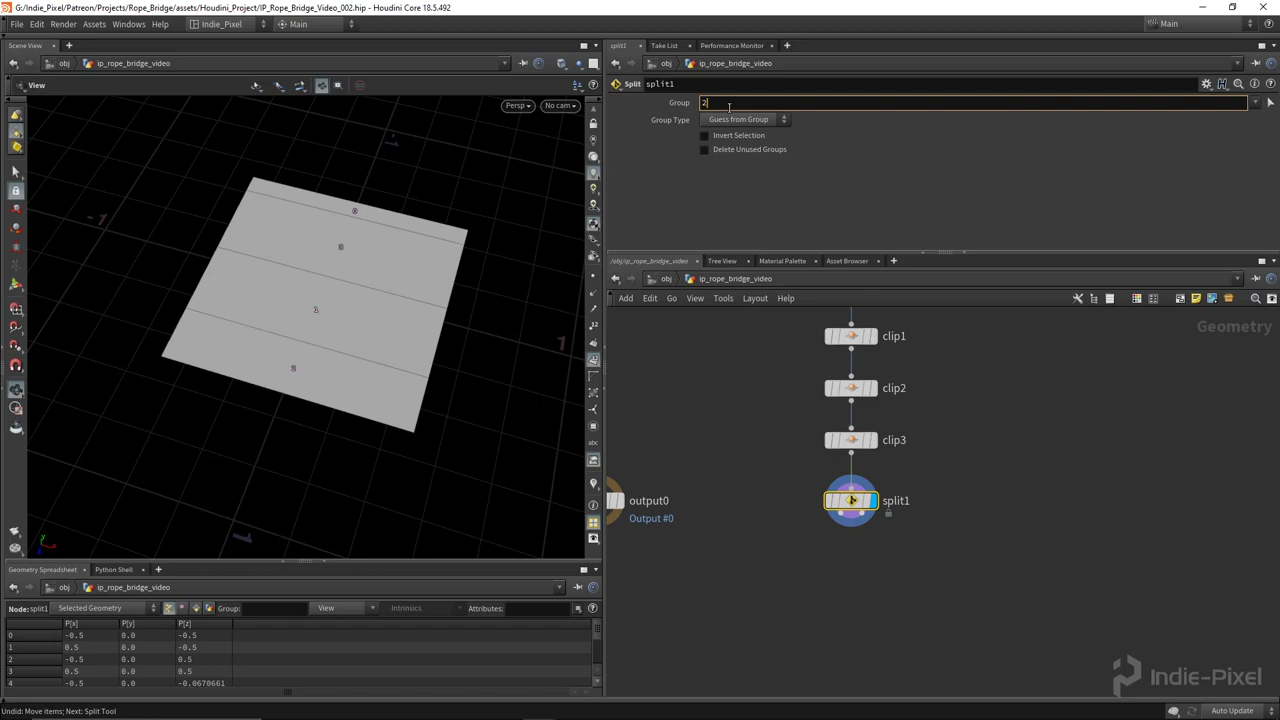 G:/Indie_Pixel/Patreon/Projects/Rope_Bridge/assets/Houdini_Project/IP_Rope_Bridge_Video_002.hip - Houdini Core 18.5.492
File Edit Render Assets Windows Help Indie_Pixel Main Main
Scene View
obj ip_rope_bridge_video
View
Persp No cam
-1
1
1
0
1
abc
12
Geometry Spreadsheet Python Shell
obj ip_rope_bridge_video
Node: split1 Selected Geometry Group: View Intrinsics Attributes:
P[x] P[y] P[z]
0 -0.5 0.0 -0.5
1 0.5 0.0 -0.5
2 -0.5 0.0 0.5
3 0.5 0.0 0.5
4 -0.5 0.0 -0.0670661
split1 Take List Performance Monitor
obj ip_rope_bridge_video
Split split1
Group 2
Group Type Guess from Group
Invert Selection
Delete Unused Groups
/obj/ip_rope_bridge_video Tree View Material Palette Asset Browser
obj ip_rope_bridge_video
Add Edit Go View Tools Layout Help
Geometry
clip1
clip2
clip3
split1
output0
Output #0
Indie-Pixel
Undid: Move items; Next: Split Tool
Auto Update